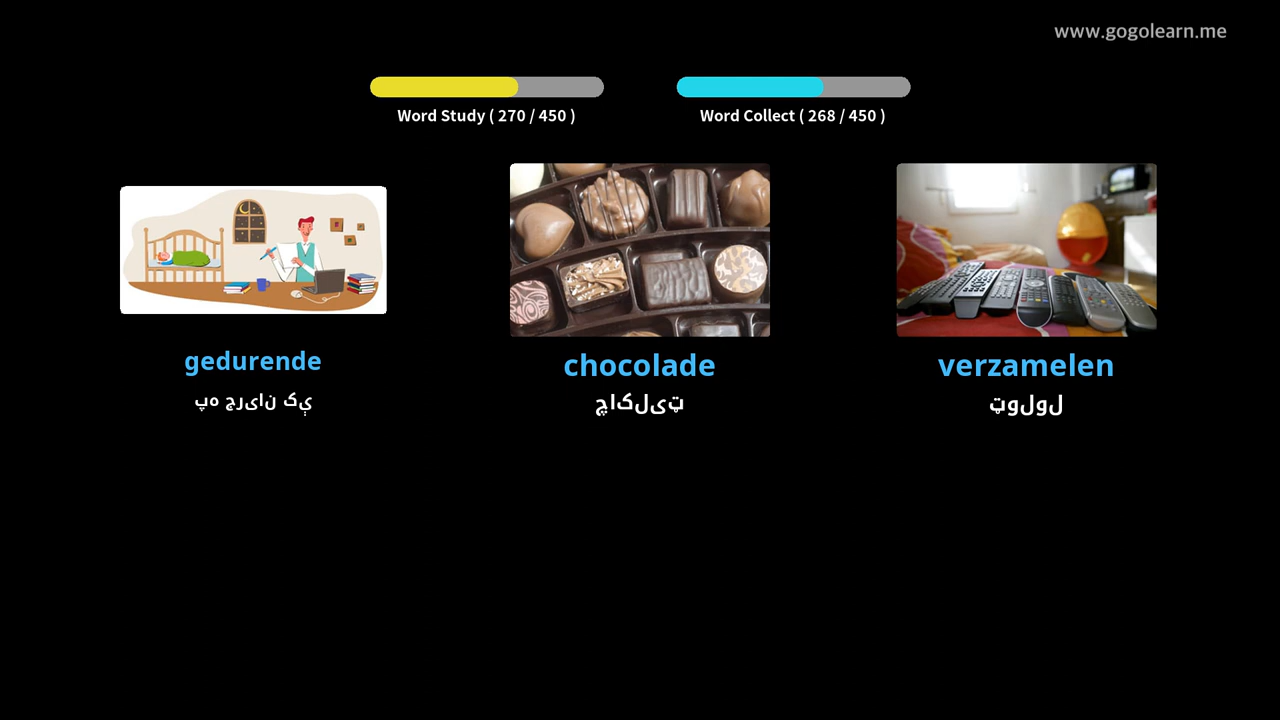 www.gogolearn.me
Word Study ( 270 / 450 )
Word Collect ( 268 / 450 )
gedurende
په جریان کې
chocolade
چاکلیټ
verzamelen
ټولول